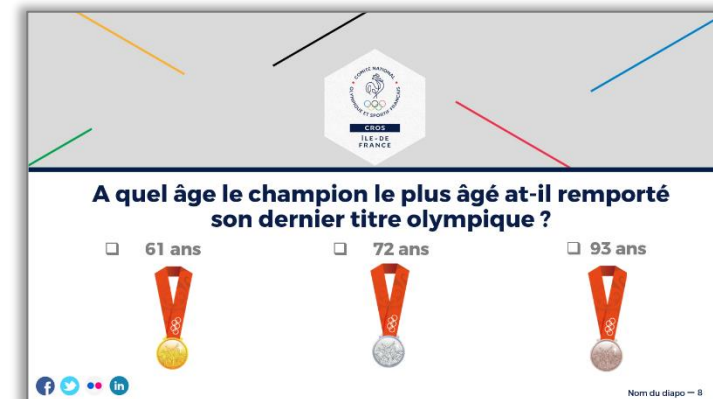 COMITÉ NATIONAL
OLYMPIQUE ET SPORTIF FRANÇAIS
CROS
ÎLE-DE
FRANCE
A quel âge le champion le plus âgé at-il remporté
son dernier titre olympique ?
61 ans
72 ans
93 ans
Nom du diapo — 8